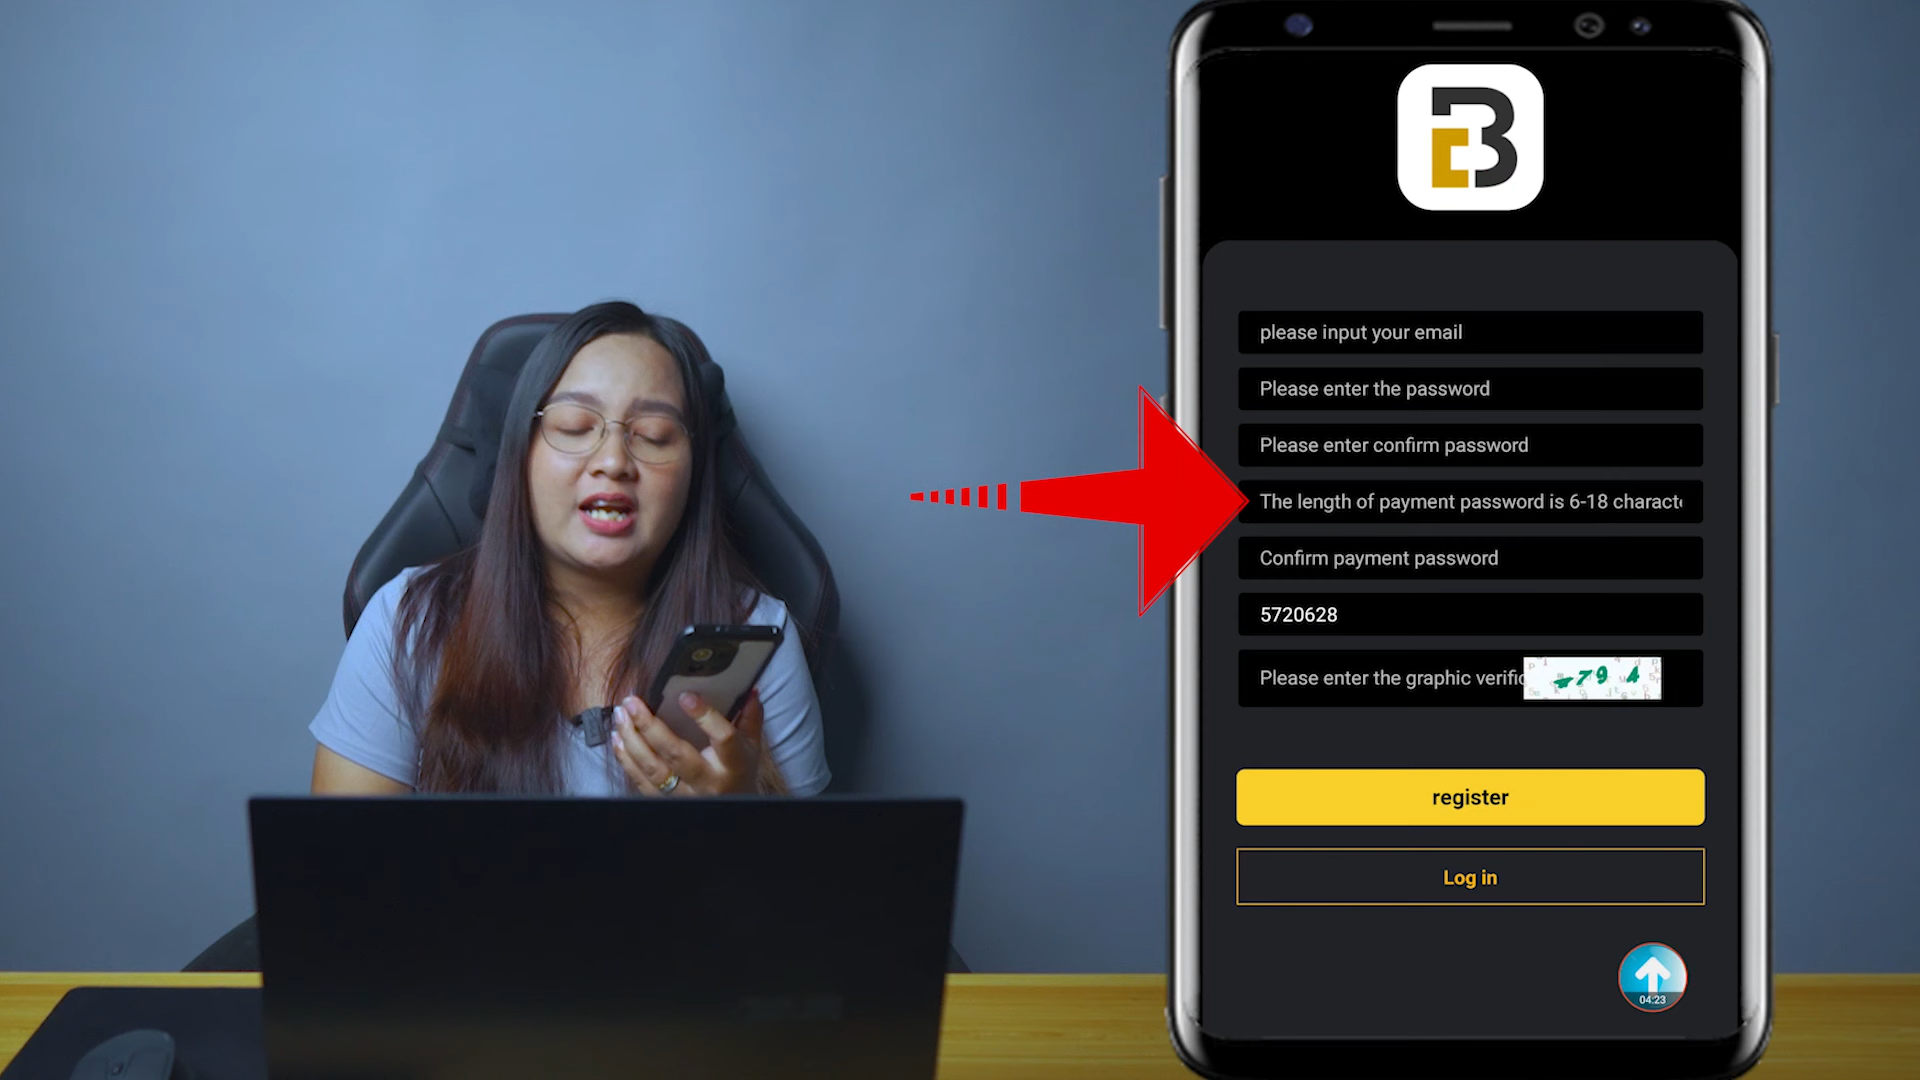 please input your email
Please enter the password
Please enter confirm password
The length of payment password is 6-18 charact
Confirm payment password
5720628
Please enter the graphic verific
register
Log in
04:23